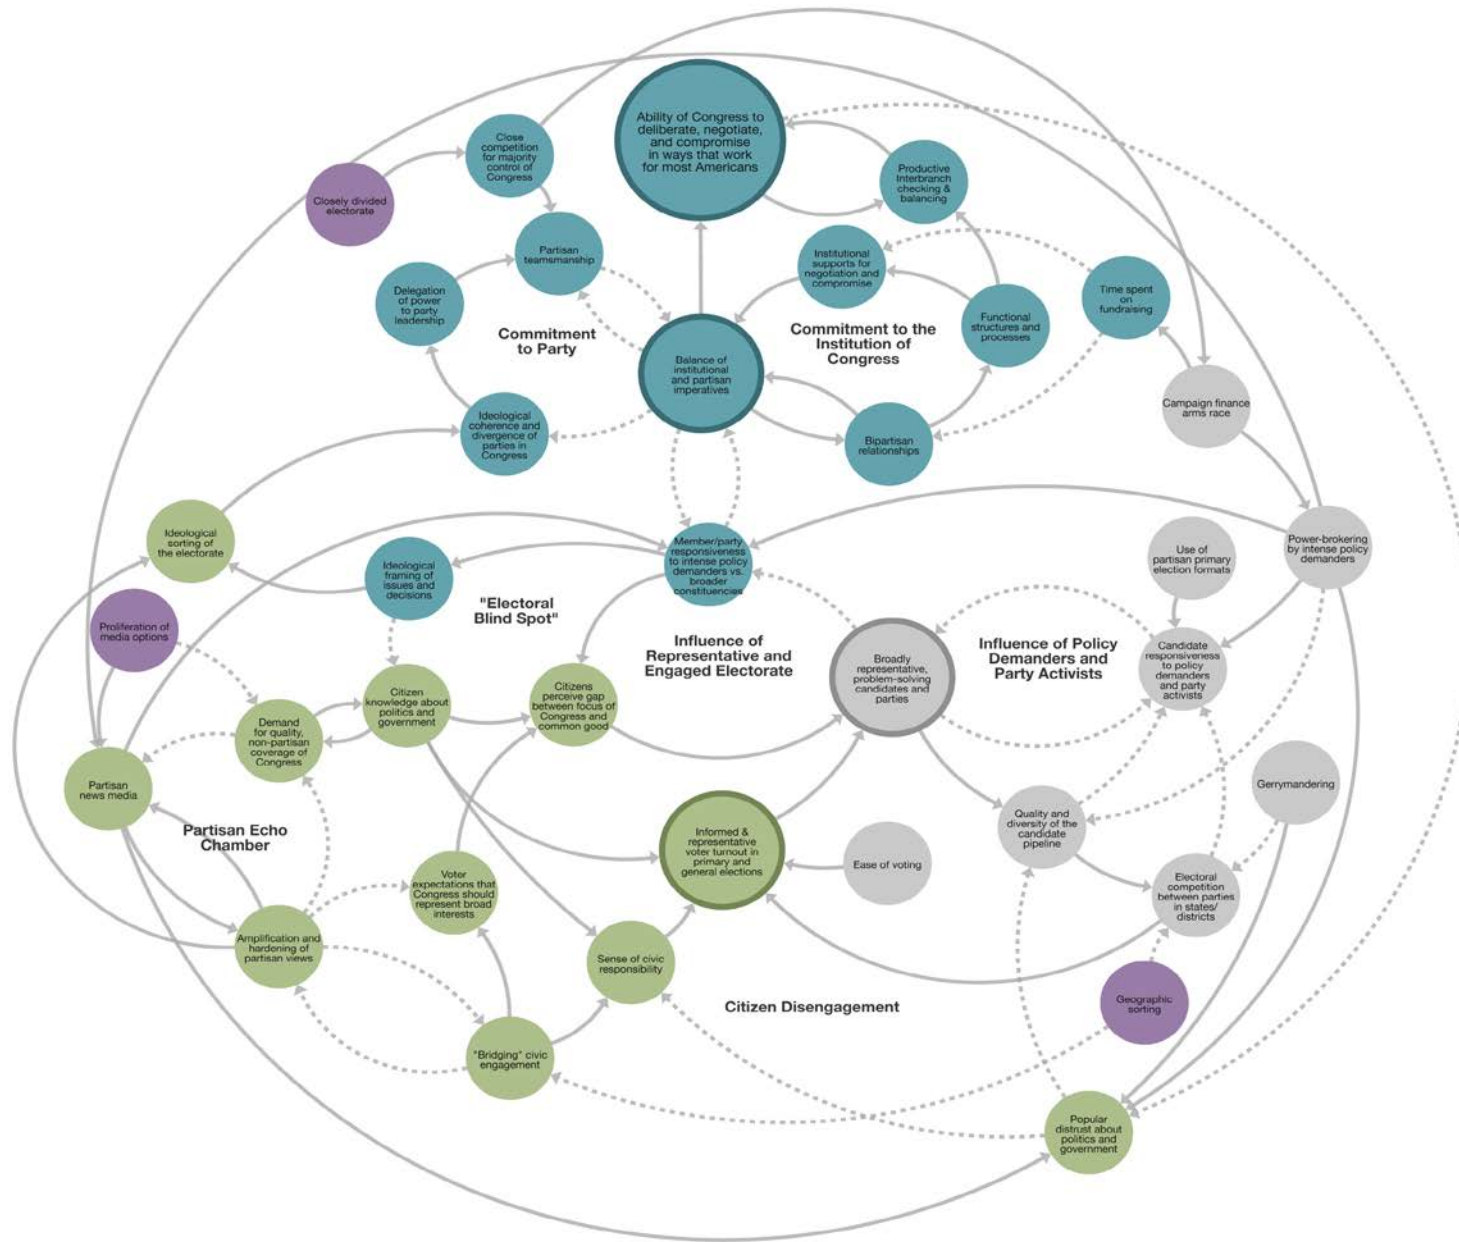 Ability of Congress to
deliberate, negotiate,
and compromise
in ways that work
for most Americans
Close
competition
for majority
control of
Congress
Productive
Interbranch
checking &
balancing
Closely divided
electorate
Partisan
teamsmanship
Institutional
supports for
negotiation and
compromise
Delegation
of power
to party
leadership
Time spent
on
fundraising
Functional
structures and
processes
Commitment
to Party
Commitment to the
Institution of
Congress
Balance of
institutional
and partisan
imperatives
Campaign finance
arms race
Ideological
coherence and
divergence of
parties in
Congress
Bipartisan
relationships
Ideological
sorting of
the electorate
Ideological
framing of
issues and
decisions
Member/party
responsiveness
to intense policy
demanders vs.
broader
constituencies
Use of
partisan primary
election formats
Power-brokering
by intense policy
demanders
"Electoral
Blind Spot"
Proliferation of
media options
Influence of
Representative and
Engaged Electorate
Influence of Policy
Demanders and
Party Activists
Broadly
representative,
problem-solving
candidates and
parties
Candidate
responsiveness
to policy
demanders
and party
activists
Citizen
knowledge about
politics and
government
Citizens
perceive gap
between focus of
Congress and
common good
Demand
for quality,
non-partisan
coverage of
Congress
Partisan
news media
Gerrymandering
Partisan Echo
Chamber
Informed &
representative
voter turnout in
primary and
general elections
Quality and
diversity of the
candidate
pipeline
Ease of voting
Voter
expectations that
Congress should
represent broad
interests
Electoral
competition
between parties
in states/
districts
Amplification and
hardening of
partisan views
Sense of civic
responsibility
Citizen Disengagement
Geographic
sorting
"Bridging" civic
engagement
Popular
distrust about
politics and
government